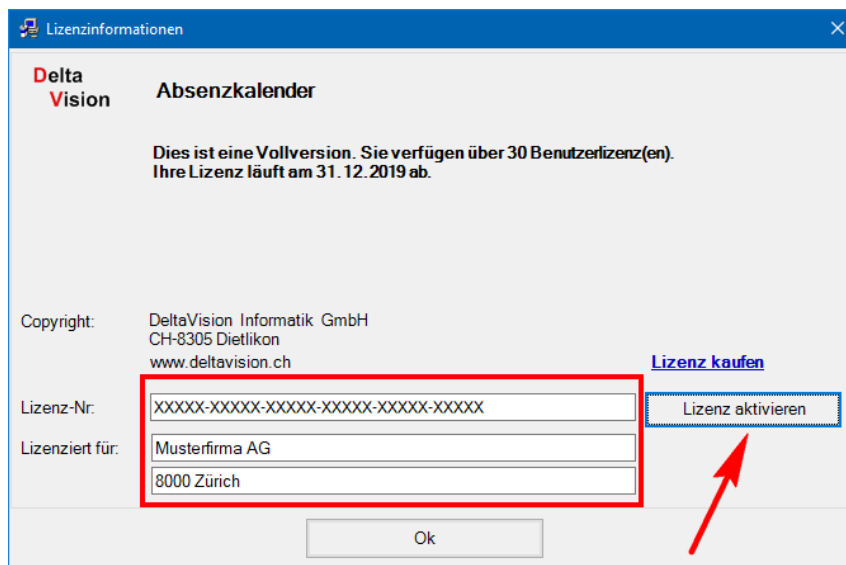 Lizenzinformationen
Delta
Vision
Absenzkalender
Dies ist eine Vollversion. Sie verfügen über 30 Benutzerlizenz(en).
Ihre Lizenz läuft am 31.12.2019 ab.
Copyright: DeltaVision Informatik GmbH
CH-8305 Dietlikon
www.deltavision.ch Lizenz kaufen
Lizenz-Nr: XXXXX-XXXXX-XXXXX-XXXXX-XXXXX-XXXXX Lizenz aktivieren
Lizenziert für: Musterfirma AG
8000 Zürich
Ok